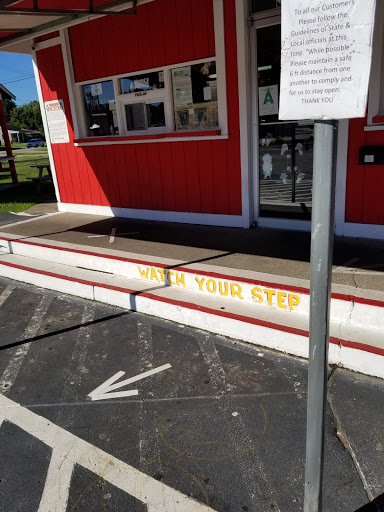 To all our Customers
Please follow the
Guidelines of State &
Local officials at this
time. "While possible,"
Please maintain a safe
6 ft distance from one
another to comply and
for us to stay open.
THANK YOU
A
WATCH YOUR STEP